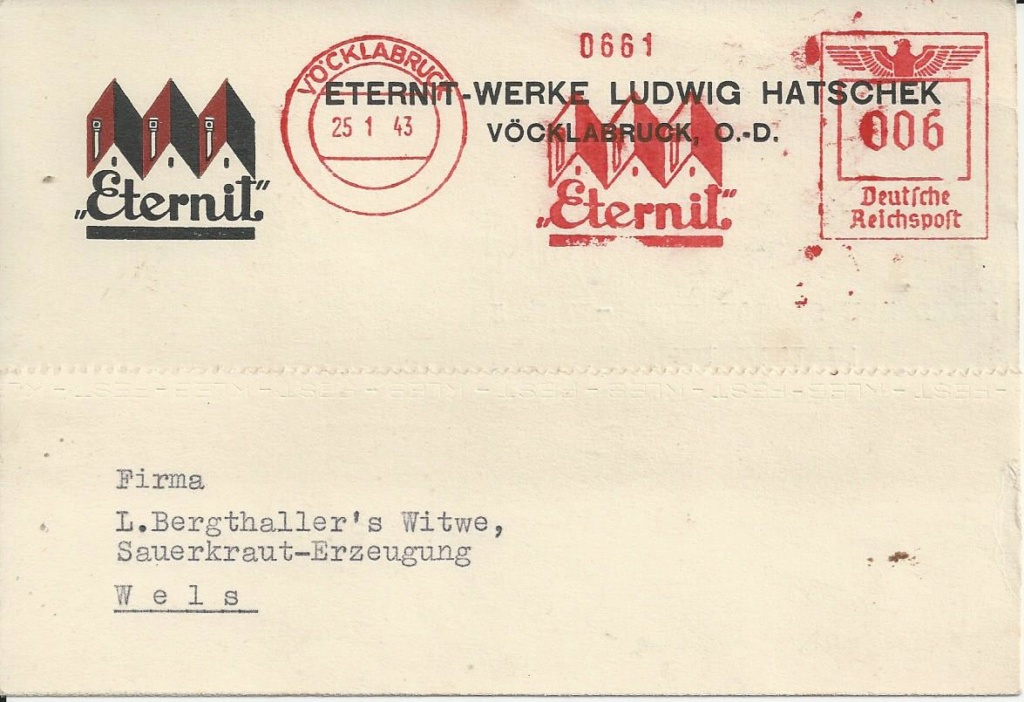 0661
VÖCKLABRUCK
25 1 43
ETERNIT-WERKE LUDWIG HATSCHEK
VÖCKLABRUCK, O.-D.
006
Deutsche
Reichspost
„Eternit"
„Eternit"
Firma
L.Bergthaller's Witwe,
Sauerkraut-Erzeugung
Wels